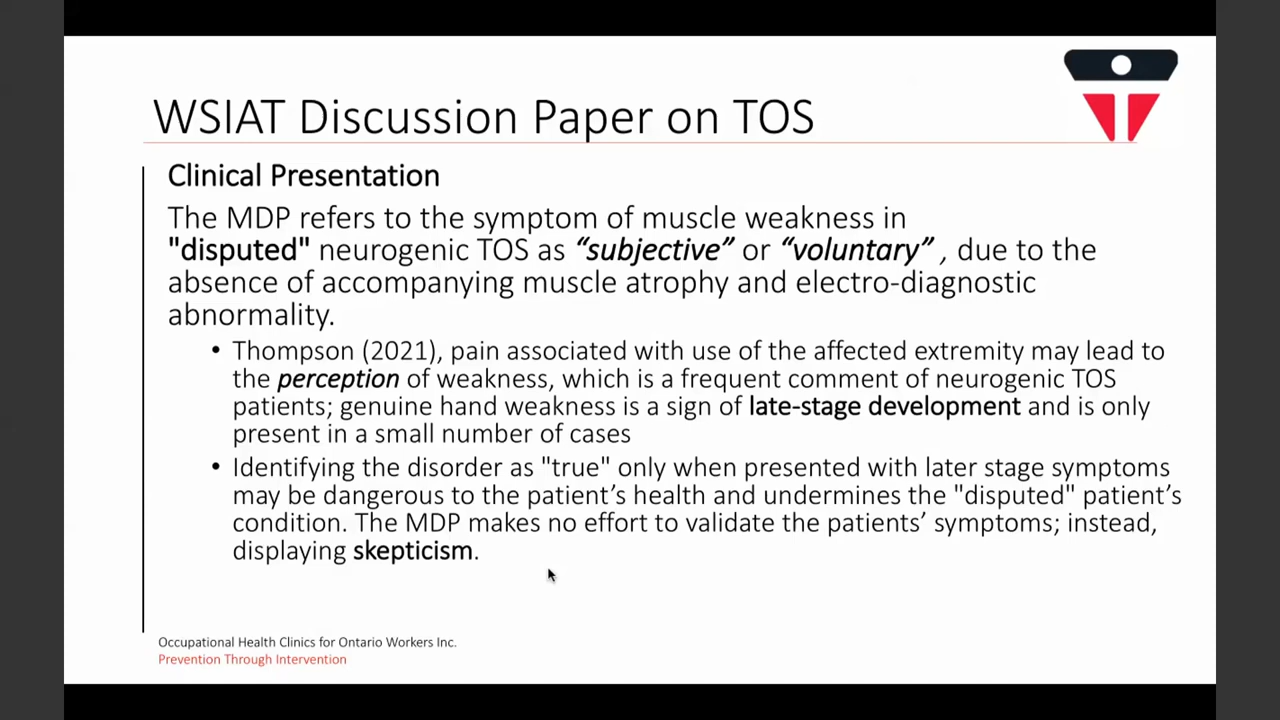 WSIAT Discussion Paper on TOS
Clinical Presentation
The MDP refers to the symptom of muscle weakness in
"disputed" neurogenic TOS as “subjective” or “voluntary” , due to the
absence of accompanying muscle atrophy and electro-diagnostic
abnormality.
• Thompson (2021), pain associated with use of the affected extremity may lead to
the perception of weakness, which is a frequent comment of neurogenic TOS
patients; genuine hand weakness is a sign of late-stage development and is only
present in a small number of cases
• Identifying the disorder as "true" only when presented with later stage symptoms
may be dangerous to the patient’s health and undermines the "disputed" patient’s
condition. The MDP makes no effort to validate the patients’ symptoms; instead,
displaying skepticism.
Occupational Health Clinics for Ontario Workers Inc.
Prevention Through Intervention